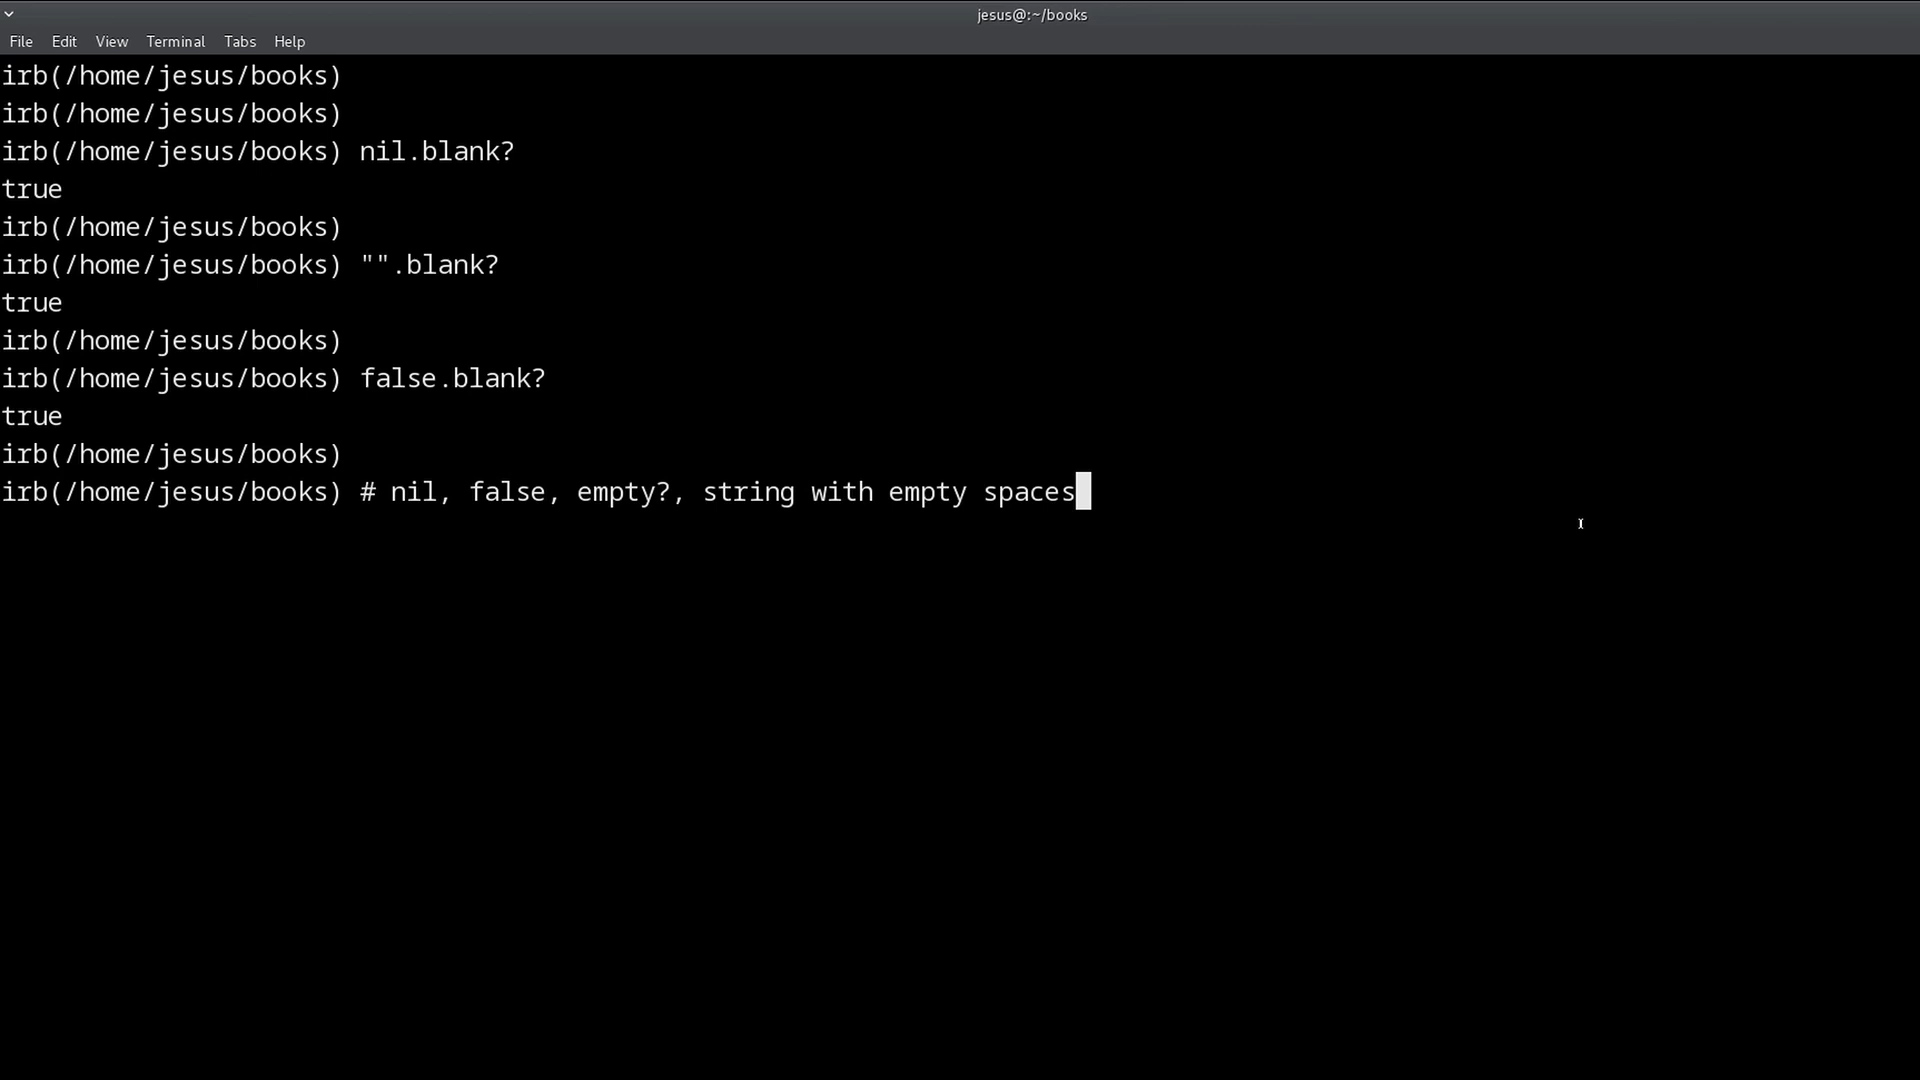 jesus@:~/books
File Edit View Terminal Tabs Help
irb(/home/jesus/books)
irb(/home/jesus/books)
irb(/home/jesus/books) nil.blank?
true
irb(/home/jesus/books)
irb(/home/jesus/books) "".blank?
true
irb(/home/jesus/books)
irb(/home/jesus/books) false.blank?
true
irb(/home/jesus/books)
irb(/home/jesus/books) # nil, false, empty?, string with empty spaces